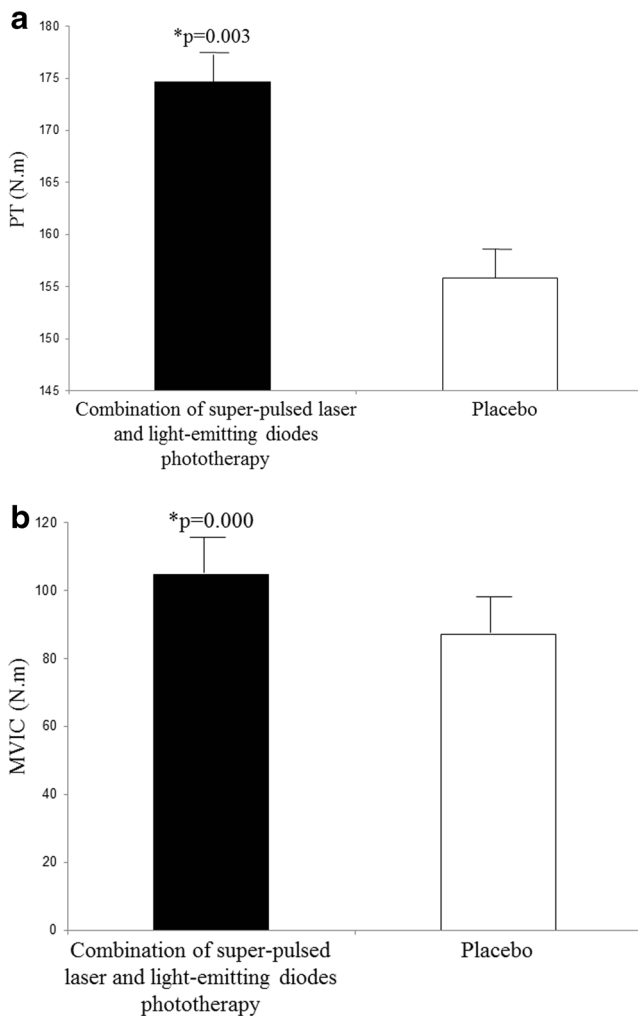 a
180
*p=0.003
175
170
165
PT (N.m)
160
155
150
145
Combination of super-pulsed laser
and light-emitting diodes
phototherapy
Placebo
b
120
*p=0.000
100
80
MVIC (N.m)
60
40
20
0
Combination of super-pulsed
laser and light-emitting diodes
phototherapy
Placebo